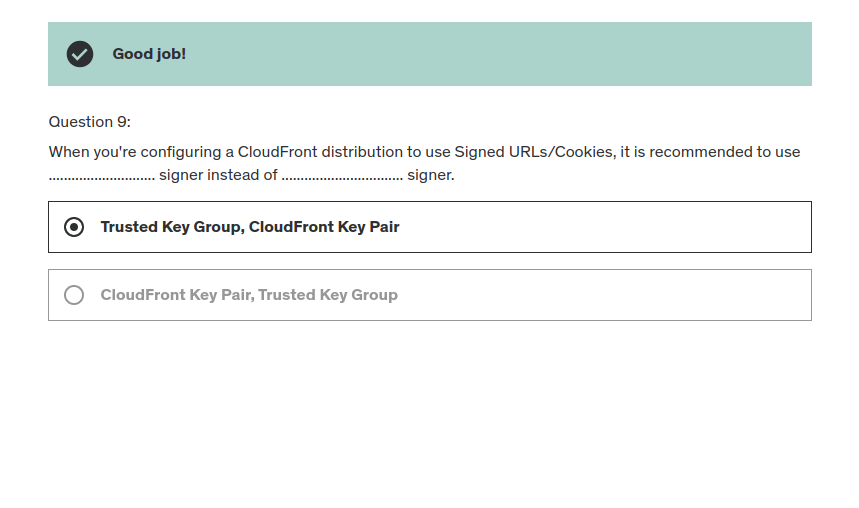 Good job!
Question 9:
When you're configuring a CloudFront distribution to use Signed URLs/Cookies, it is recommended to use
............................ signer instead of ................................ signer.
Trusted Key Group, CloudFront Key Pair
CloudFront Key Pair, Trusted Key Group